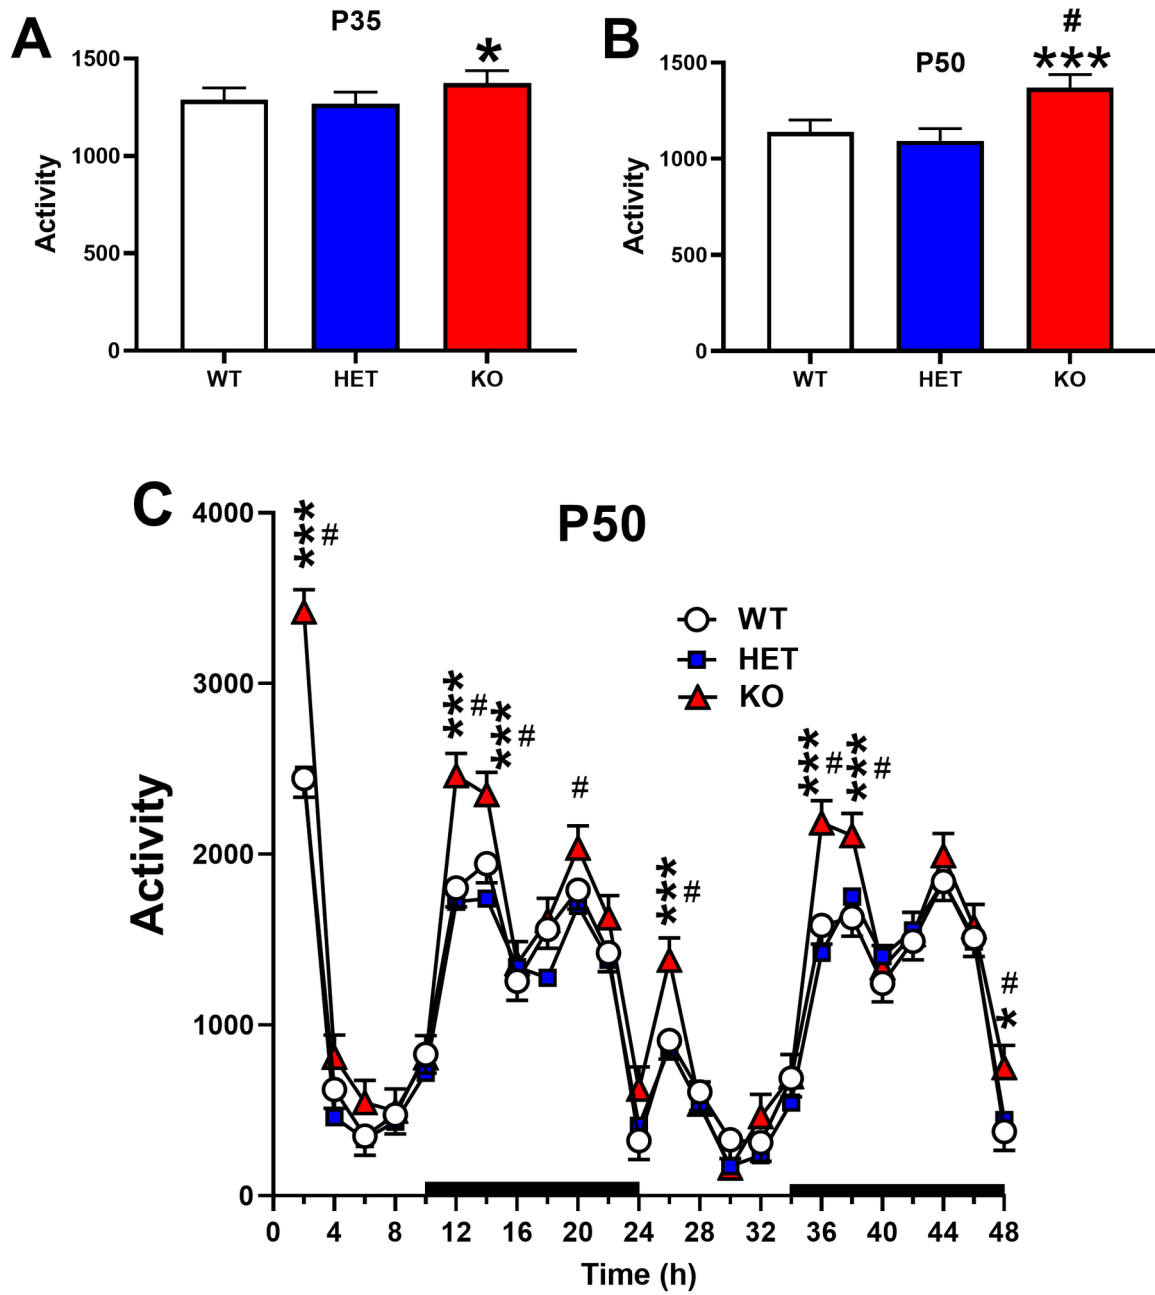 A
P35
*
Activity
1500
1000
500
0
WT
HET
KO
B
P50
#
***
Activity
1500
1000
500
0
WT
HET
KO
C
P50
Activity
4000
3000
2000
1000
0
*** #
*** #
*** #
#
*** #
*** #
*** #
#
*
WT
HET
KO
0 4 8 12 16 20 24 28 32 36 40 44 48
Time (h)